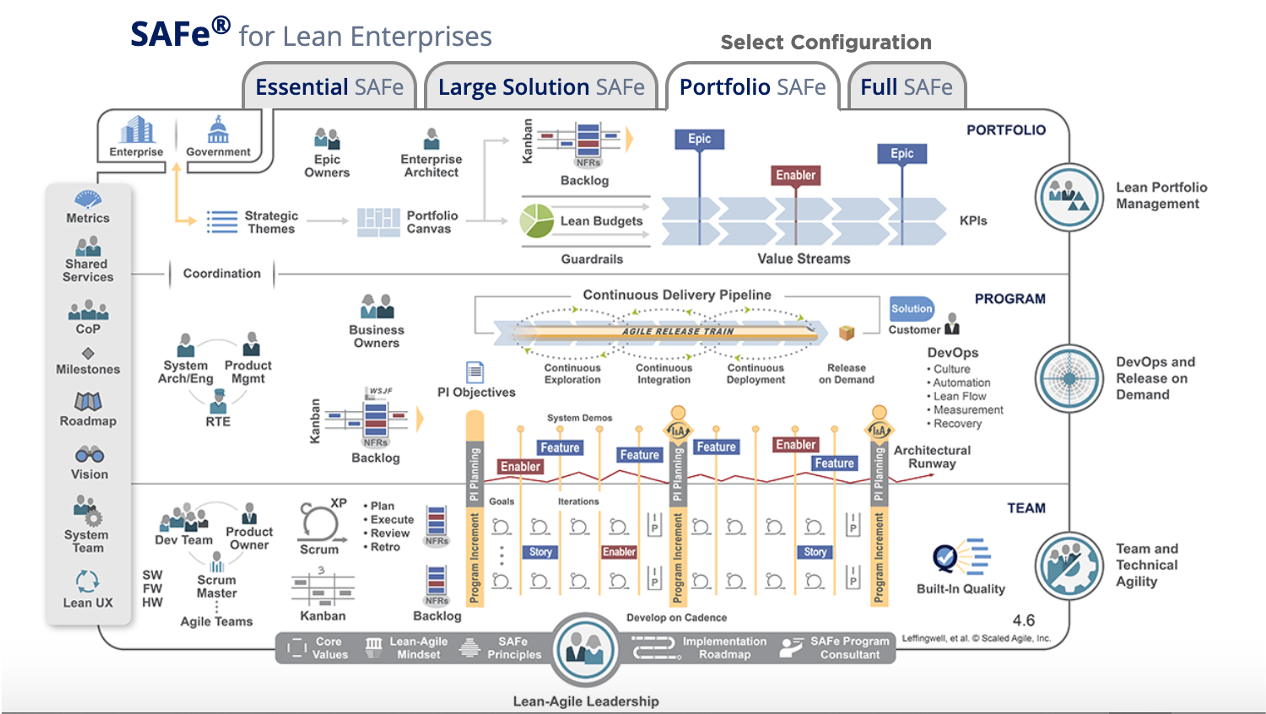 SAFe® for Lean Enterprises
Select Configuration
Essential SAFe
Large Solution SAFe
Portfolio SAFe
Full SAFe
Enterprise
Government
Metrics
Shared
Services
CoP
Milestones
Roadmap
Vision
System
Team
Lean UX
PORTFOLIO
Epic
Owners
Enterprise
Architect
Kanban
NFRs
Backlog
Epic
Enabler
Epic
Strategic
Themes
Portfolio
Canvas
Lean Budgets
Guardrails
Value Streams
KPIs
Lean Portfolio
Management
Coordination
PROGRAM
Business
Owners
Continuous Delivery Pipeline
AGILE RELEASE TRAIN
Continuous
Exploration
Continuous
Integration
Continuous
Deployment
Release
on Demand
Solution
Customer
DevOps
• Culture
• Automation
• Lean Flow
• Measurement
• Recovery
DevOps and
Release on
Demand
System
Arch/Eng
Product
Mgmt
RTE
PI Objectives
WSJF
Kanban
NFRs
Backlog
System Demos
I&A
I&A
Enabler
Feature
Feature
Feature
Enabler
Feature
Architectural
Runway
PI Planning
PI Planning
PI Planning
TEAM
Dev Team
Product
Owner
Scrum
Master
SW
FW
HW
Agile Teams
XP
Scrum
• Plan
• Execute
• Review
• Retro
NFRs
3
Kanban
NFRs
Backlog
Goals
Iterations
Program Increment
Program Increment
Program Increment
Story
Enabler
Story
I
P
I
P
I
P
I
P
Develop on Cadence
Built-In Quality
Team and
Technical
Agility
4.6
Leffingwell, et al. © Scaled Agile, Inc.
Core
Values
Lean-Agile
Mindset
SAFe
Principles
Implementation
Roadmap
SAFe Program
Consultant
Lean-Agile Leadership